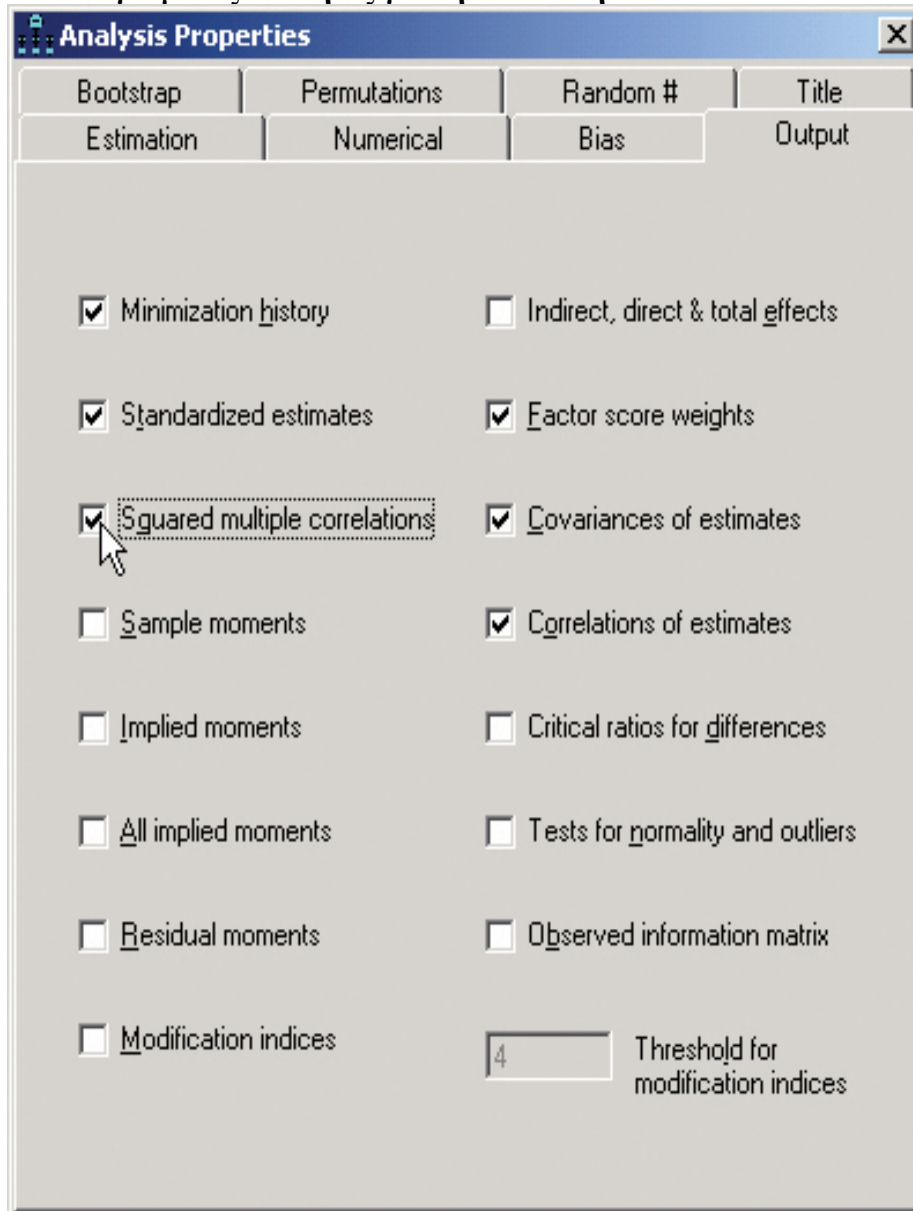 Analysis Properties
Bootstrap Permutations Random # Title
Estimation Numerical Bias Output
Minimization history
Indirect, direct & total effects
Standardized estimates
Factor score weights
Squared multiple correlations
Covariances of estimates
Sample moments
Correlations of estimates
Implied moments
Critical ratios for differences
All implied moments
Tests for normality and outliers
Residual moments
Observed information matrix
Modification indices
4
Threshold for
modification indices